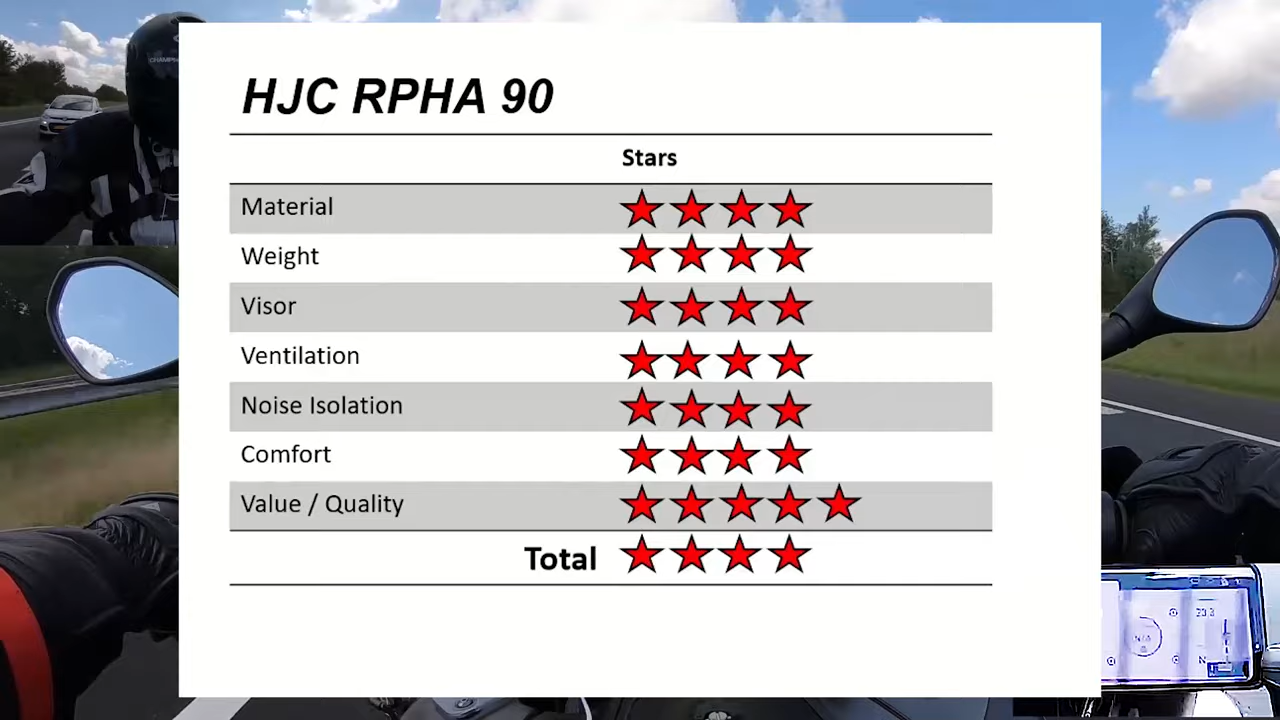 HJC RPHA 90
Stars
Material
Weight
Visor
Ventilation
Noise Isolation
Comfort
Value / Quality
Total